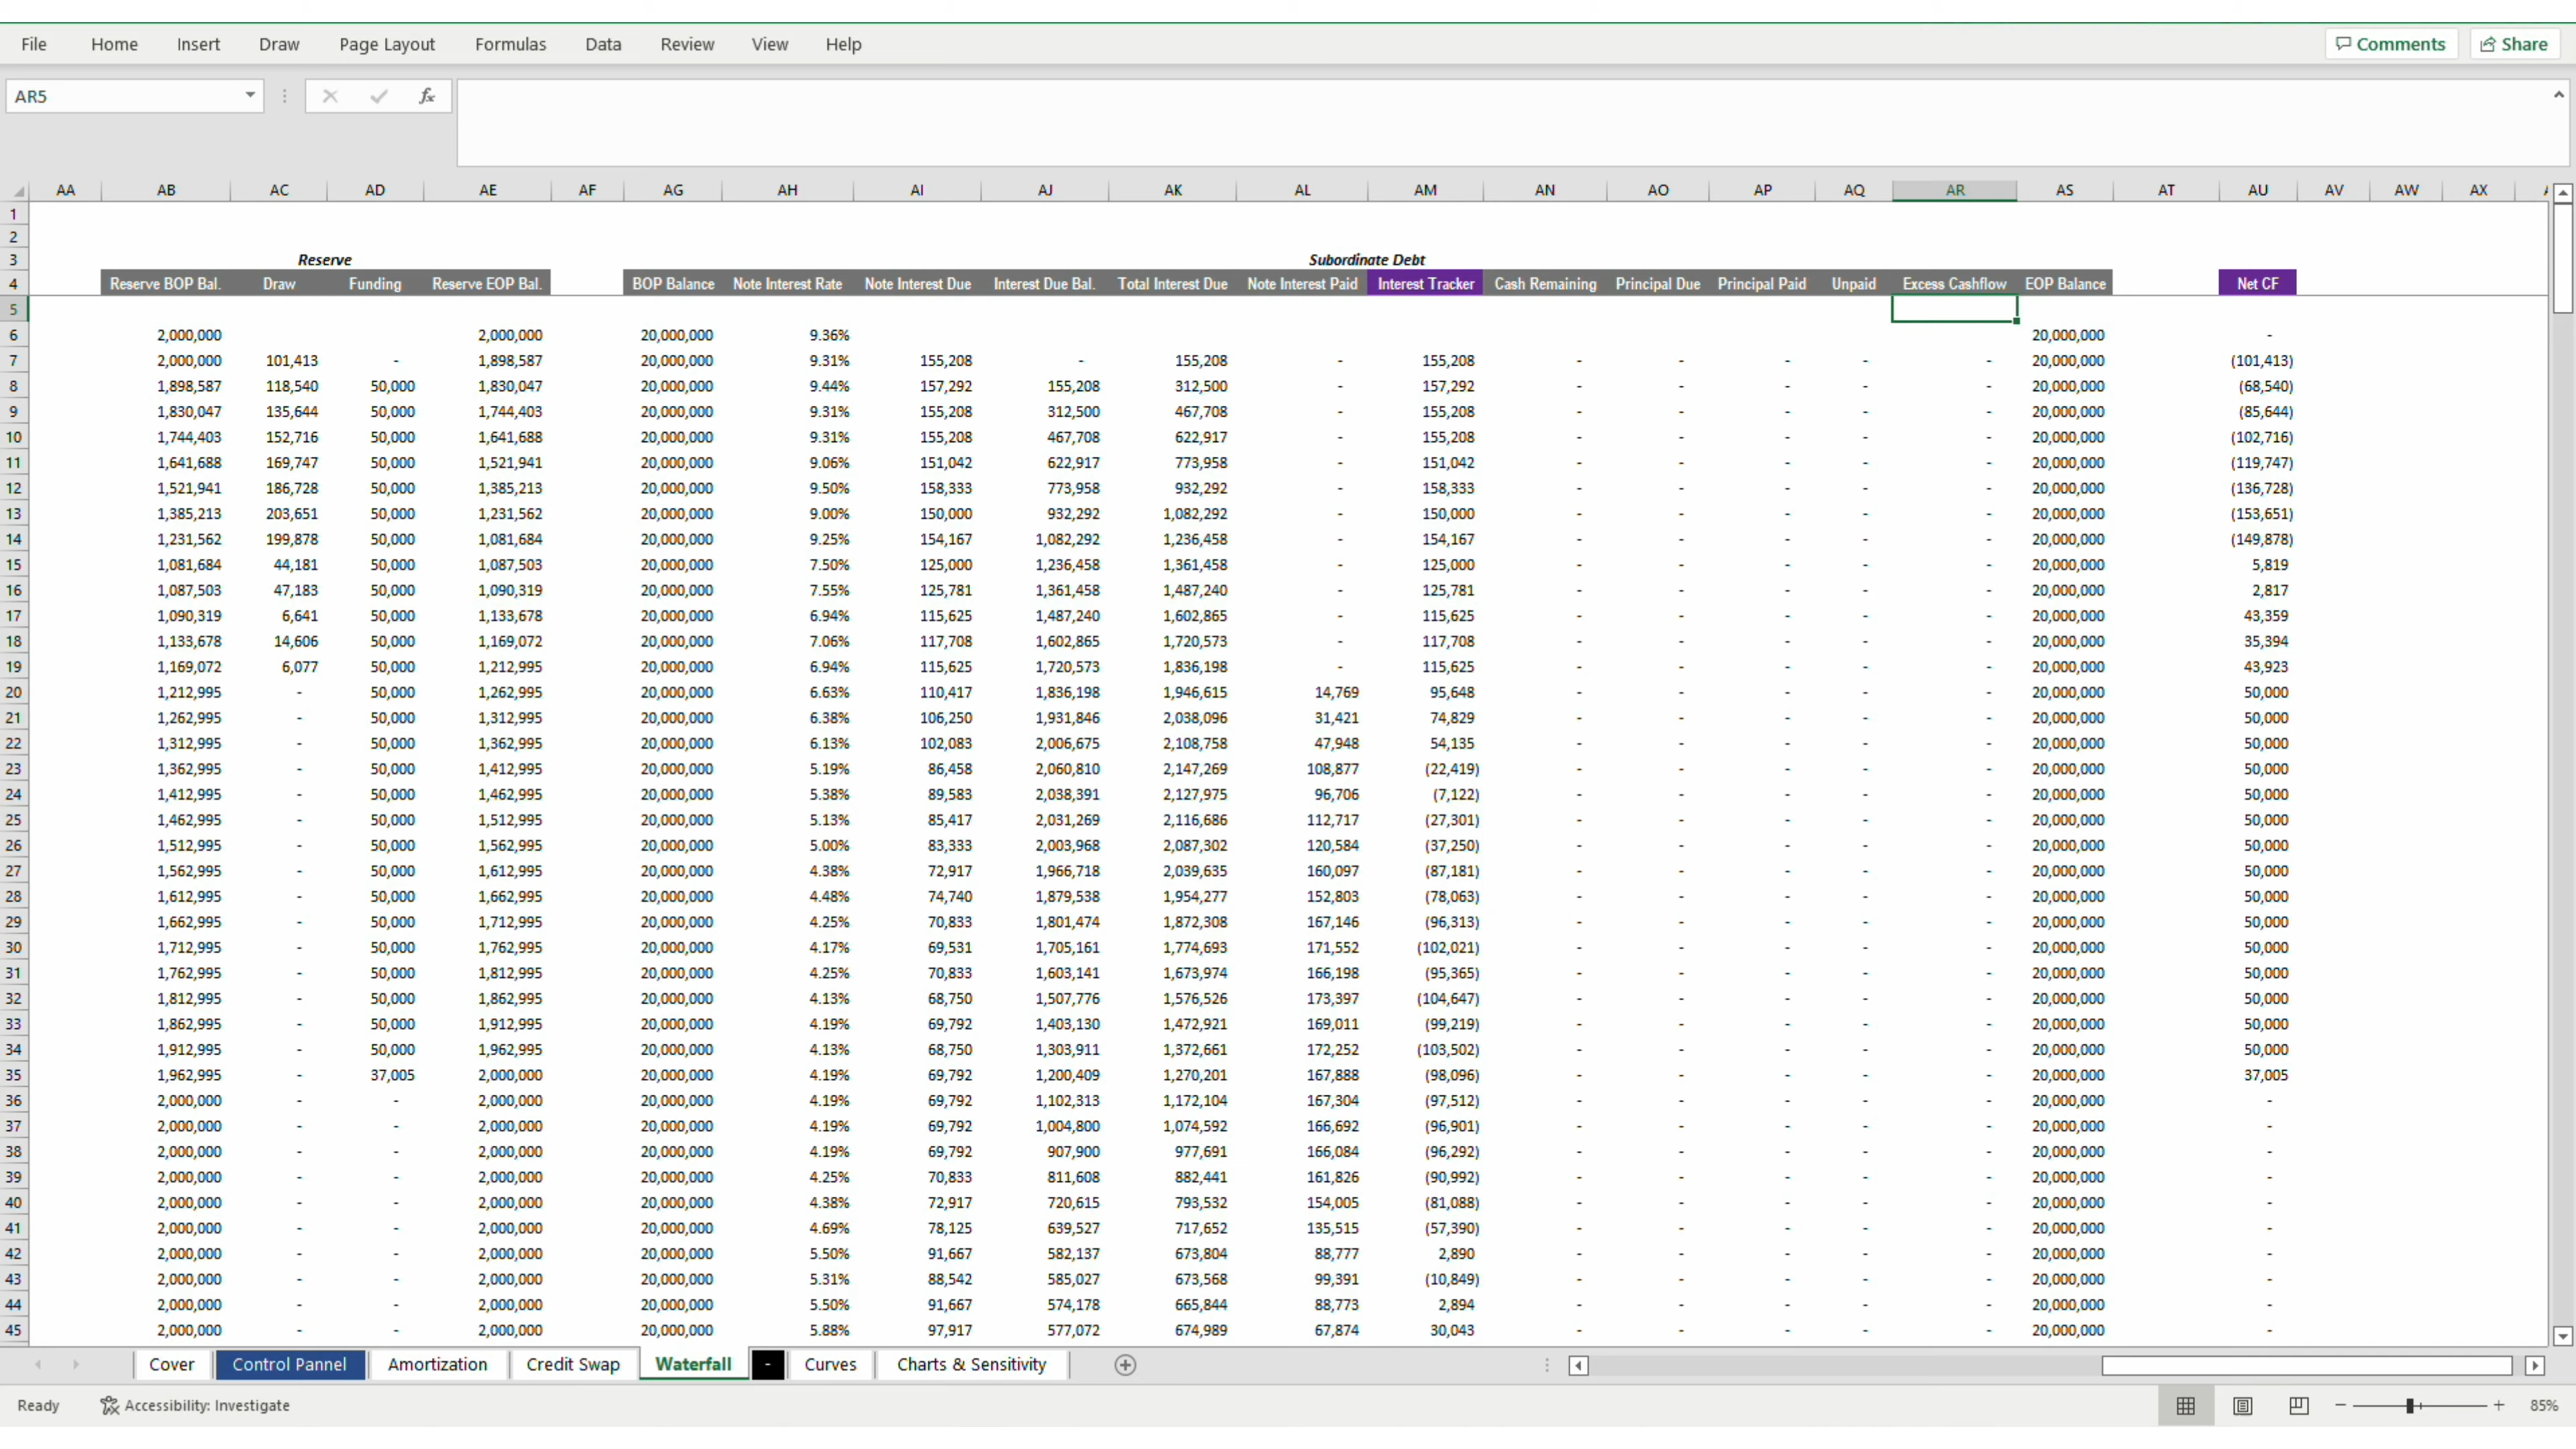 File Home Insert Draw Page Layout Formulas Data Review View Help Comments Share
AR5 fx
AA AB AC AD AE AF AG AH AI AJ AK AL AM AN AO AP AQ AR AS AT AU AV AW AX
1
2
3 Reserve Subordinate Debt
4 Reserve BOP Bal. Draw Funding Reserve EOP Bal. BOP Balance Note Interest Rate Note Interest Due Interest Due Bal. Total Interest Due Note Interest Paid Interest Tracker Cash Remaining Principal Due Principal Paid Unpaid Excess Cashflow EOP Balance Net CF
5
6 2,000,000 2,000,000 20,000,000 9.36% 20,000,000 -
7 2,000,000 101,413 - 1,898,587 20,000,000 9.31% 155,208 - 155,208 - 155,208 - - - - - 20,000,000 (101,413)
8 1,898,587 118,540 50,000 1,830,047 20,000,000 9.44% 157,292 155,208 312,500 - 157,292 - - - - - 20,000,000 (68,540)
9 1,830,047 135,644 50,000 1,744,403 20,000,000 9.31% 155,208 312,500 467,708 - 155,208 - - - - - 20,000,000 (85,644)
10 1,744,403 152,716 50,000 1,641,688 20,000,000 9.31% 155,208 467,708 622,917 - 155,208 - - - - - 20,000,000 (102,716)
11 1,641,688 169,747 50,000 1,521,941 20,000,000 9.06% 151,042 622,917 773,958 - 151,042 - - - - - 20,000,000 (119,747)
12 1,521,941 186,728 50,000 1,385,213 20,000,000 9.50% 158,333 773,958 932,292 - 158,333 - - - - - 20,000,000 (136,728)
13 1,385,213 203,651 50,000 1,231,562 20,000,000 9.00% 150,000 932,292 1,082,292 - 150,000 - - - - - 20,000,000 (153,651)
14 1,231,562 199,878 50,000 1,081,684 20,000,000 9.25% 154,167 1,082,292 1,236,458 - 154,167 - - - - - 20,000,000 (149,878)
15 1,081,684 44,181 50,000 1,087,503 20,000,000 7.50% 125,000 1,236,458 1,361,458 - 125,000 - - - - - 20,000,000 5,819
16 1,087,503 47,183 50,000 1,090,319 20,000,000 7.55% 125,781 1,361,458 1,487,240 - 125,781 - - - - - 20,000,000 2,817
17 1,090,319 6,641 50,000 1,133,678 20,000,000 6.94% 115,625 1,487,240 1,602,865 - 115,625 - - - - - 20,000,000 43,359
18 1,133,678 14,606 50,000 1,169,072 20,000,000 7.06% 117,708 1,602,865 1,720,573 - 117,708 - - - - - 20,000,000 35,394
19 1,169,072 6,077 50,000 1,212,995 20,000,000 6.94% 115,625 1,720,573 1,836,198 - 115,625 - - - - - 20,000,000 43,923
20 1,212,995 - 50,000 1,262,995 20,000,000 6.63% 110,417 1,836,198 1,946,615 14,769 95,648 - - - - - 20,000,000 50,000
21 1,262,995 - 50,000 1,312,995 20,000,000 6.38% 106,250 1,931,846 2,038,096 31,421 74,829 - - - - - 20,000,000 50,000
22 1,312,995 - 50,000 1,362,995 20,000,000 6.13% 102,083 2,006,675 2,108,758 47,948 54,135 - - - - - 20,000,000 50,000
23 1,362,995 - 50,000 1,412,995 20,000,000 5.19% 86,458 2,060,810 2,147,269 108,877 (22,419) - - - - - 20,000,000 50,000
24 1,412,995 - 50,000 1,462,995 20,000,000 5.38% 89,583 2,038,391 2,127,975 96,706 (7,122) - - - - - 20,000,000 50,000
25 1,462,995 - 50,000 1,512,995 20,000,000 5.13% 85,417 2,031,269 2,116,686 112,717 (27,301) - - - - - 20,000,000 50,000
26 1,512,995 - 50,000 1,562,995 20,000,000 5.00% 83,333 2,003,968 2,087,302 120,584 (37,250) - - - - - 20,000,000 50,000
27 1,562,995 - 50,000 1,612,995 20,000,000 4.38% 72,917 1,966,718 2,039,635 160,097 (87,181) - - - - - 20,000,000 50,000
28 1,612,995 - 50,000 1,662,995 20,000,000 4.48% 74,740 1,879,538 1,954,277 152,803 (78,063) - - - - - 20,000,000 50,000
29 1,662,995 - 50,000 1,712,995 20,000,000 4.25% 70,833 1,801,474 1,872,308 167,146 (96,313) - - - - - 20,000,000 50,000
30 1,712,995 - 50,000 1,762,995 20,000,000 4.17% 69,531 1,705,161 1,774,693 171,552 (102,021) - - - - - 20,000,000 50,000
31 1,762,995 - 50,000 1,812,995 20,000,000 4.25% 70,833 1,603,141 1,673,974 166,198 (95,365) - - - - - 20,000,000 50,000
32 1,812,995 - 50,000 1,862,995 20,000,000 4.13% 68,750 1,507,776 1,576,526 173,397 (104,647) - - - - - 20,000,000 50,000
33 1,862,995 - 50,000 1,912,995 20,000,000 4.19% 69,792 1,403,130 1,472,921 169,011 (99,219) - - - - - 20,000,000 50,000
34 1,912,995 - 50,000 1,962,995 20,000,000 4.13% 68,750 1,303,911 1,372,661 172,252 (103,502) - - - - - 20,000,000 50,000
35 1,962,995 - 37,005 2,000,000 20,000,000 4.19% 69,792 1,200,409 1,270,201 167,888 (98,096) - - - - - 20,000,000 37,005
36 2,000,000 - - 2,000,000 20,000,000 4.19% 69,792 1,102,313 1,172,104 167,304 (97,512) - - - - - 20,000,000 -
37 2,000,000 - - 2,000,000 20,000,000 4.19% 69,792 1,004,800 1,074,592 166,692 (96,901) - - - - - 20,000,000 -
38 2,000,000 - - 2,000,000 20,000,000 4.19% 69,792 907,900 977,691 166,084 (96,292) - - - - - 20,000,000 -
39 2,000,000 - - 2,000,000 20,000,000 4.25% 70,833 811,608 882,441 161,826 (90,992) - - - - - 20,000,000 -
40 2,000,000 - - 2,000,000 20,000,000 4.38% 72,917 720,615 793,532 154,005 (81,088) - - - - - 20,000,000 -
41 2,000,000 - - 2,000,000 20,000,000 4.69% 78,125 639,527 717,652 135,515 (57,390) - - - - - 20,000,000 -
42 2,000,000 - - 2,000,000 20,000,000 5.50% 91,667 582,137 673,804 88,777 2,890 - - - - - 20,000,000 -
43 2,000,000 - - 2,000,000 20,000,000 5.31% 88,542 585,027 673,568 99,391 (10,849) - - - - - 20,000,000 -
44 2,000,000 - - 2,000,000 20,000,000 5.50% 91,667 574,178 665,844 88,773 2,894 - - - - - 20,000,000 -
45 2,000,000 - - 2,000,000 20,000,000 5.88% 97,917 577,072 674,989 67,874 30,043 - - - - - 20,000,000 -
Cover Control Pannel Amortization Credit Swap Waterfall - Curves Charts & Sensitivity
Ready Accessibility: Investigate 85%